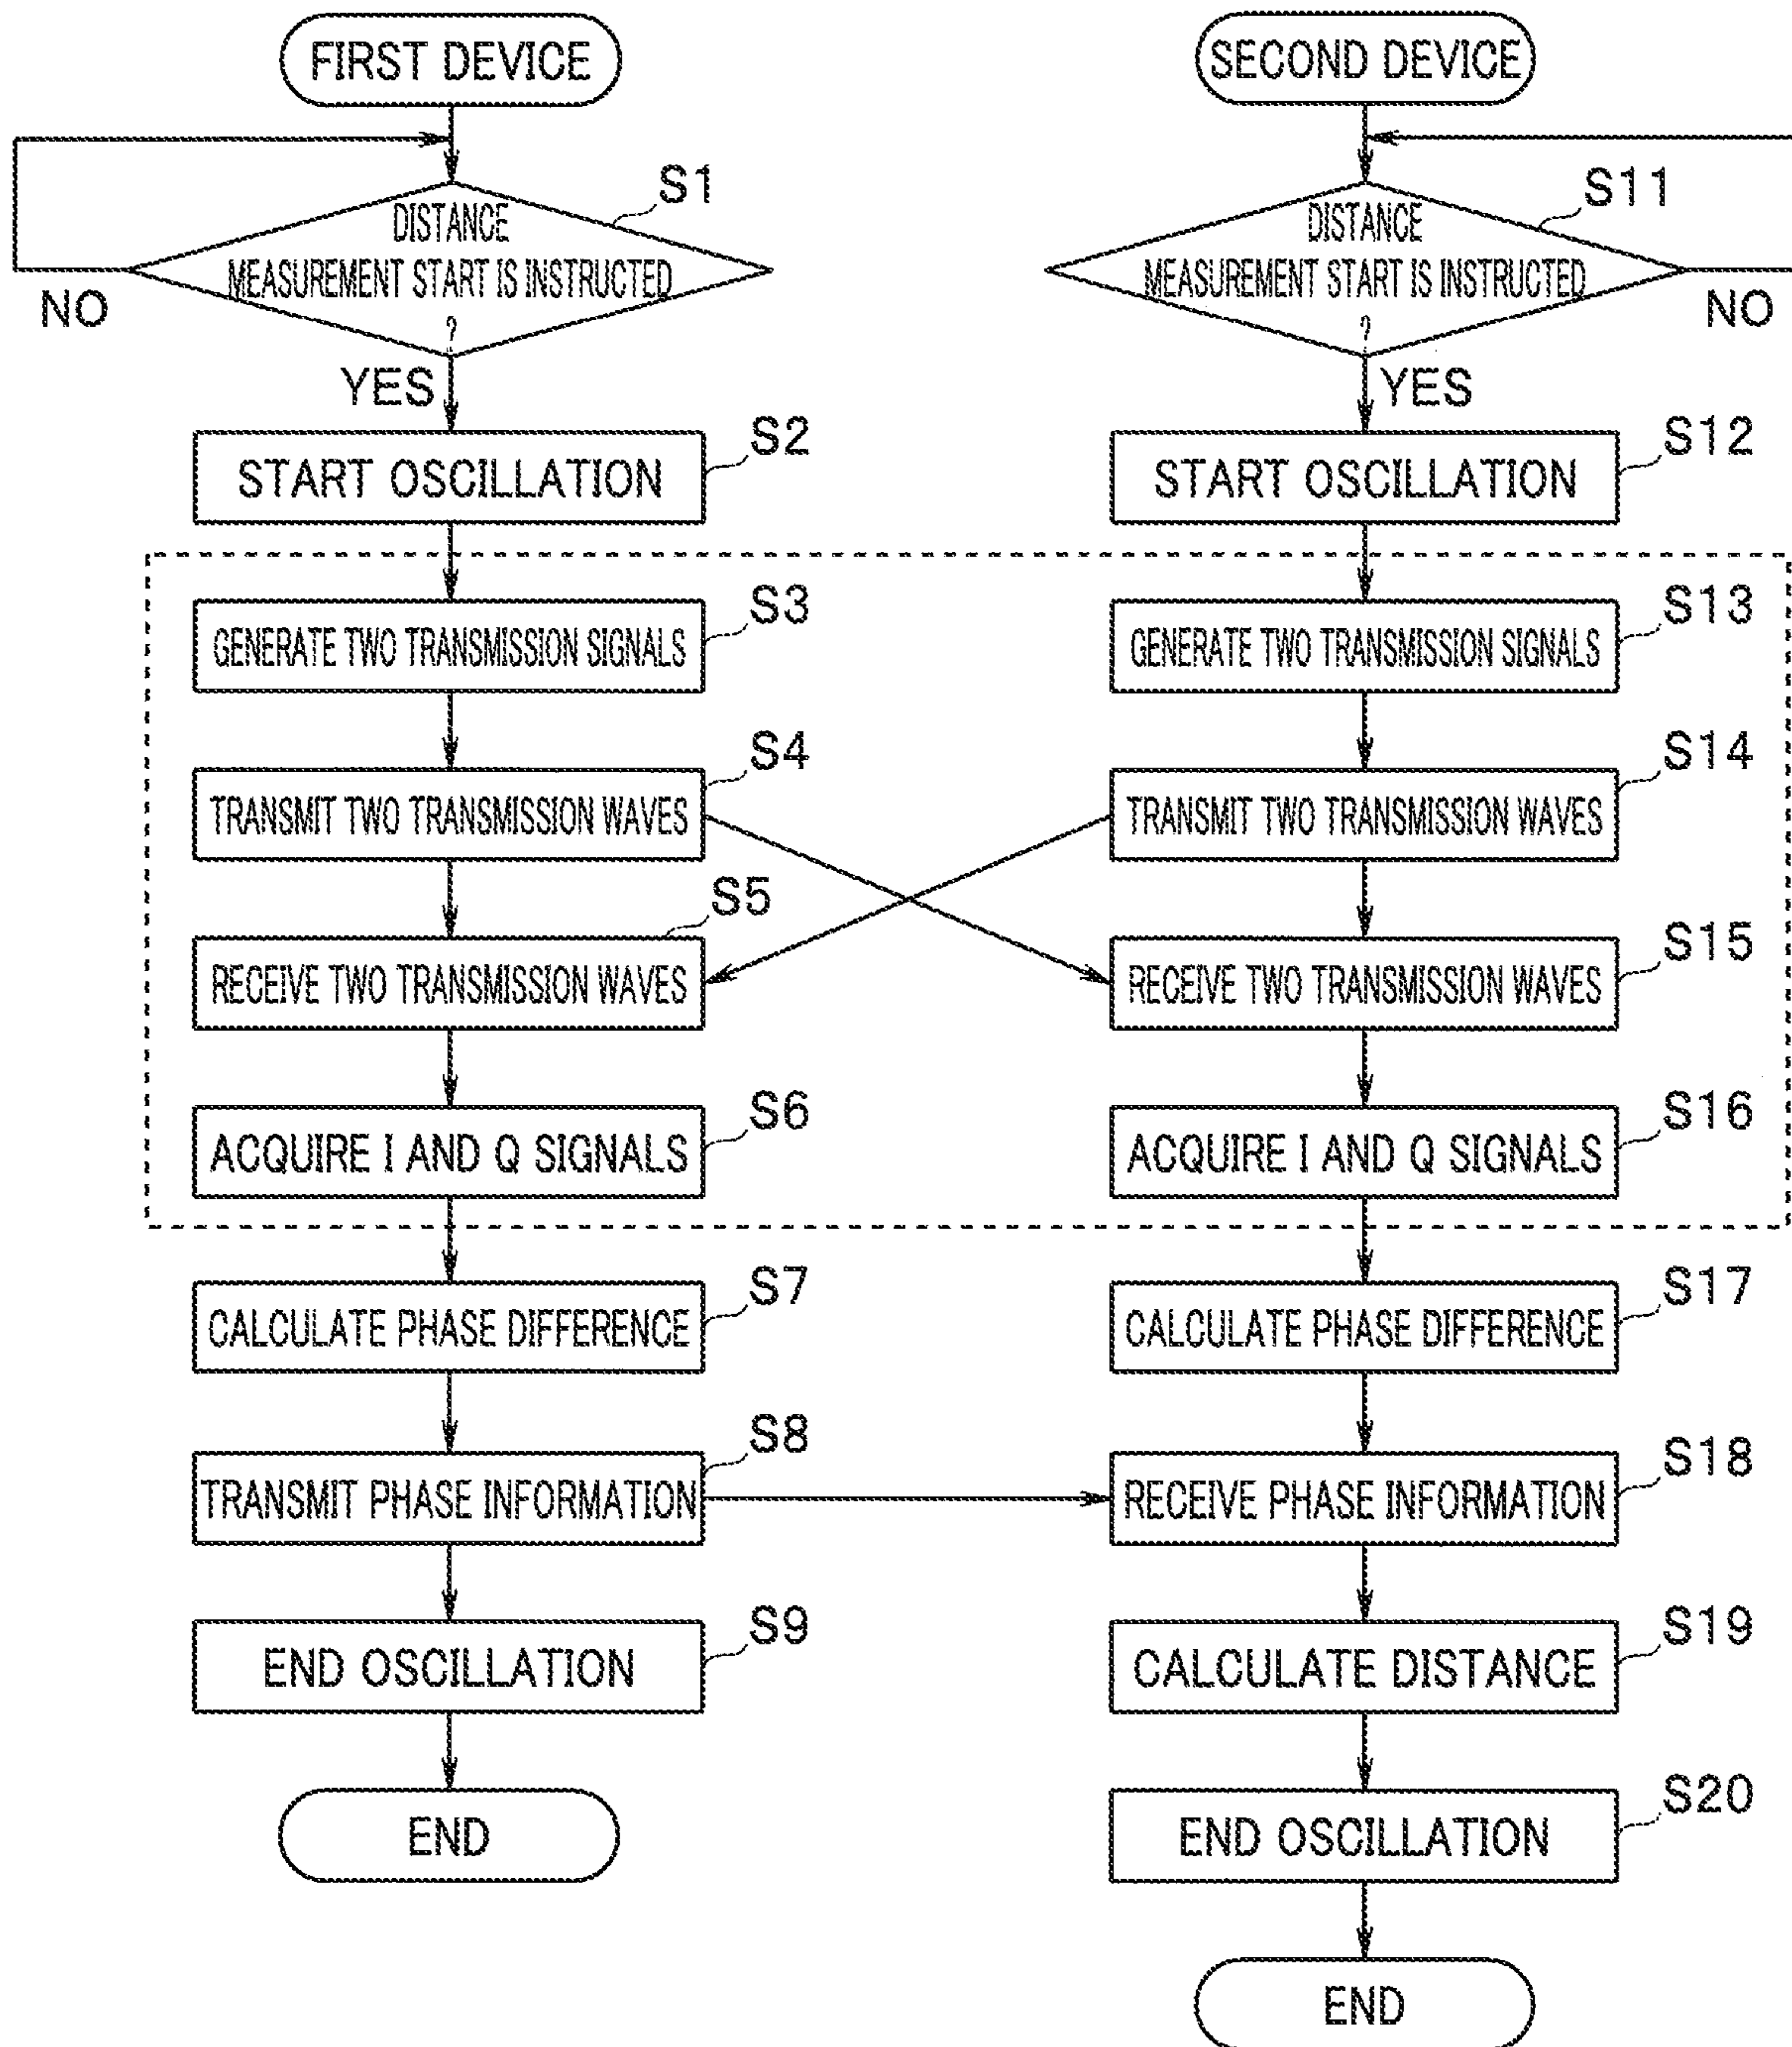 FIRST DEVICE
SECOND DEVICE
S1
DISTANCE
MEASUREMENT START IS INSTRUCTED
?
NO
YES
S11
DISTANCE
MEASUREMENT START IS INSTRUCTED
?
NO
YES
S2
START OSCILLATION
S12
START OSCILLATION
S3
GENERATE TWO TRANSMISSION SIGNALS
S13
GENERATE TWO TRANSMISSION SIGNALS
S4
TRANSMIT TWO TRANSMISSION WAVES
S14
TRANSMIT TWO TRANSMISSION WAVES
S5
RECEIVE TWO TRANSMISSION WAVES
S15
RECEIVE TWO TRANSMISSION WAVES
S6
ACQUIRE I AND Q SIGNALS
S16
ACQUIRE I AND Q SIGNALS
S7
CALCULATE PHASE DIFFERENCE
S17
CALCULATE PHASE DIFFERENCE
S8
TRANSMIT PHASE INFORMATION
S18
RECEIVE PHASE INFORMATION
S9
END OSCILLATION
S19
CALCULATE DISTANCE
END
S20
END OSCILLATION
END